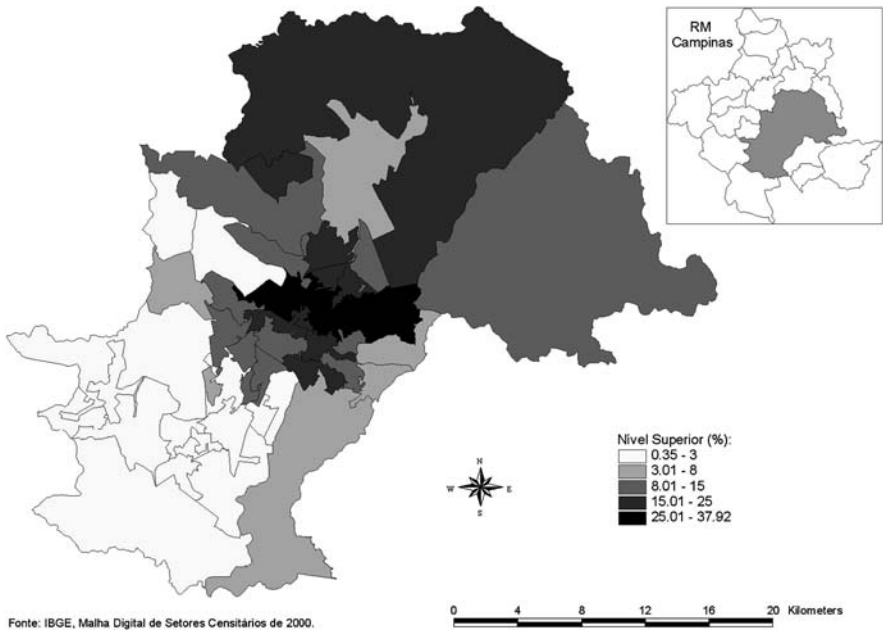 RM
Campinas
Nível Superior (%):
0.35 - 3
3.01 - 8
8.01 - 15
15.01 - 25
25.01 - 37.92
N
W E
S
0 4 8 12 16 20 Kilometers
Fonte: IBGE, Malha Digital de Setores Censitários de 2000.